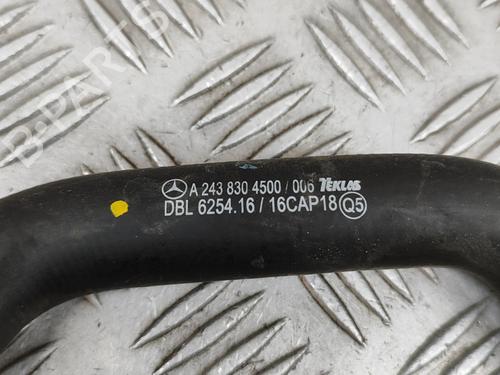 B-PARTS
A 243 830 4500 / 006 TEKLAS
DBL 6254.16 / 16CAP18 Q5